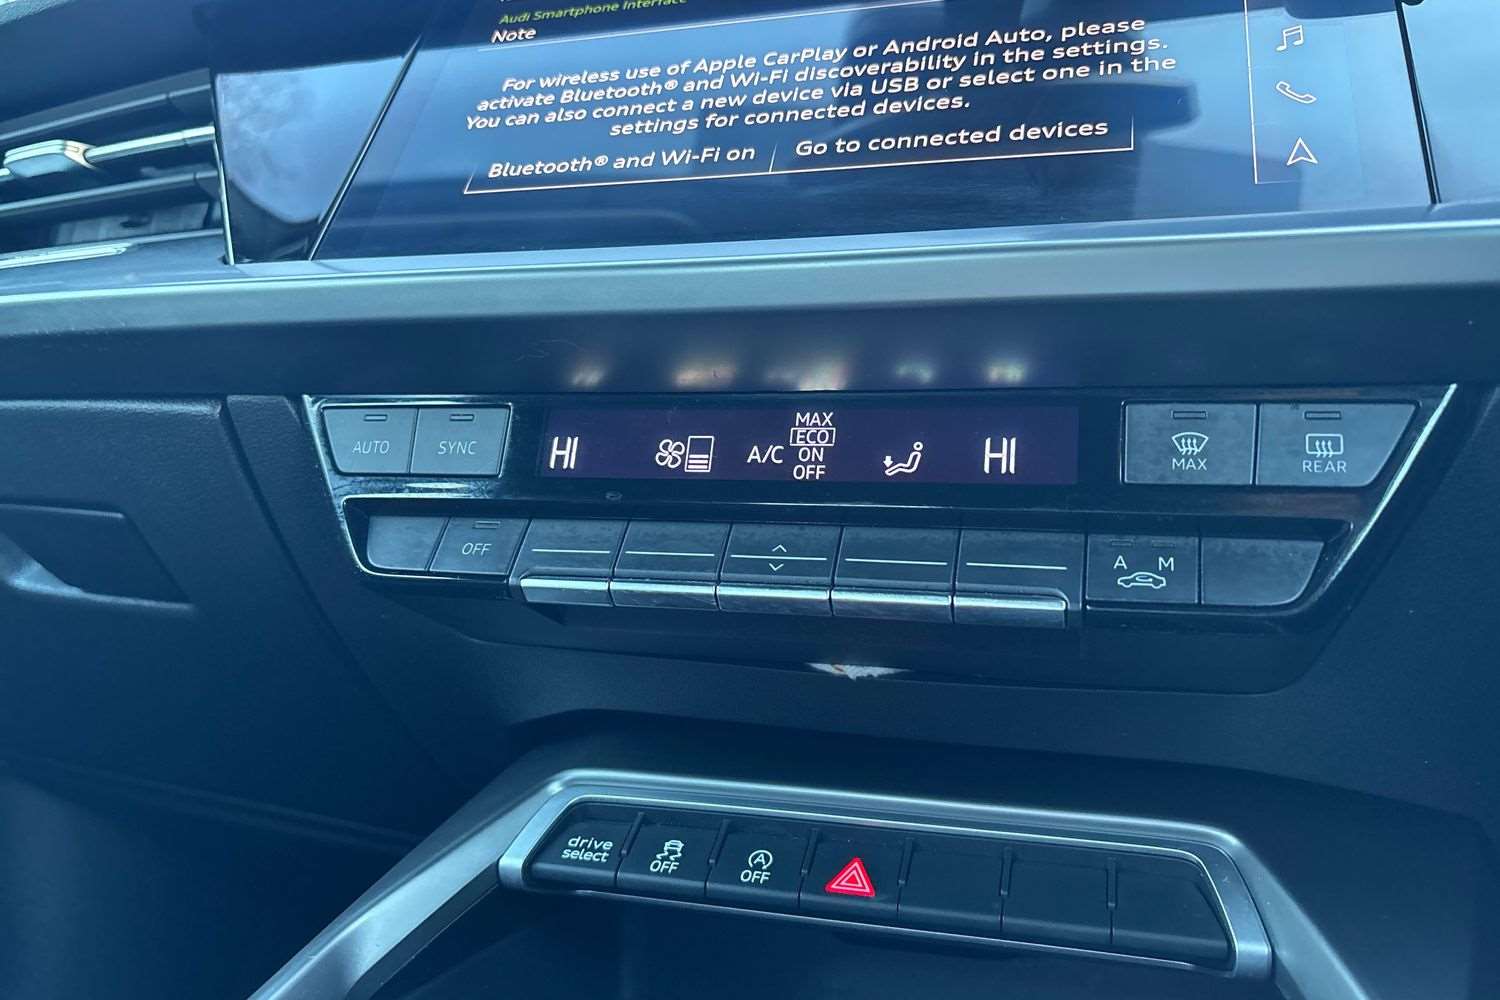 Audi Smartphone Interface
Note
For wireless use of Apple CarPlay or Android Auto, please
activate Bluetooth® and Wi-Fi discoverability in the settings.
You can also connect a new device via USB or select one in the
settings for connected devices.
Bluetooth® and Wi-Fi on
Go to connected devices
AUTO
SYNC
HI
A/C
MAX
ECO
ON
OFF
HI
MAX
REAR
OFF
A M
drive
select
OFF
A
OFF